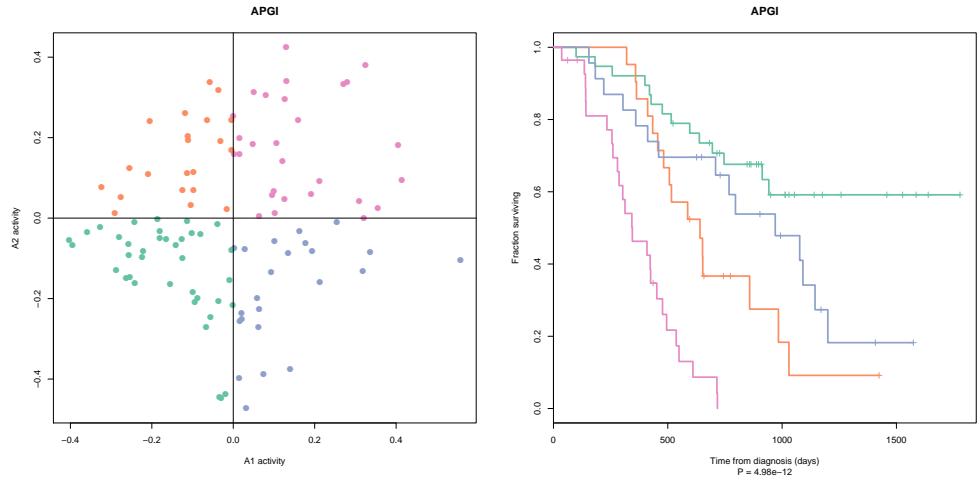 APGI
A2 activity
0.4
0.2
0.0
−0.2
−0.4
−0.4
−0.2
0.0
0.2
0.4
A1 activity
APGI
Fraction surviving
1.0
0.8
0.6
0.4
0.2
0.0
0
500
1000
1500
Time from diagnosis (days)
P = 4.98e−12